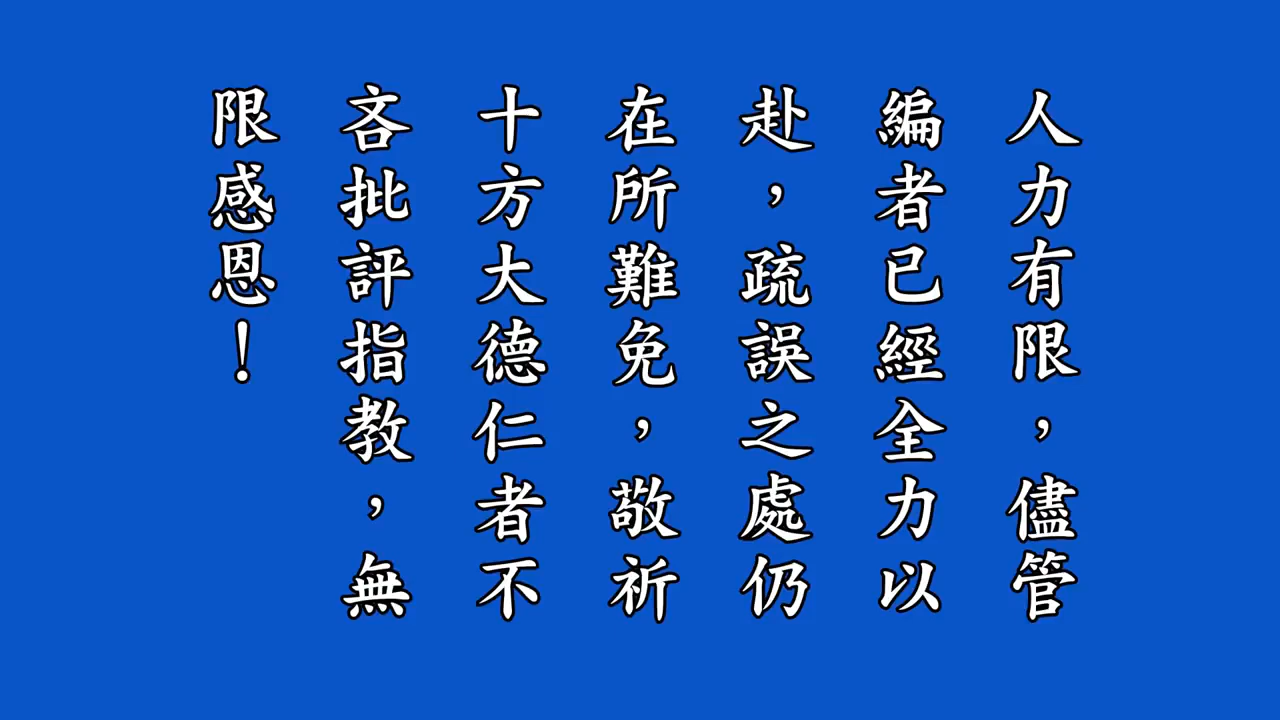 人力有限，儘管
編者已經全力以
赴，疏誤之處仍
在所難免，敬祈
十方大德仁者不
吝批評指教，無
限感恩！